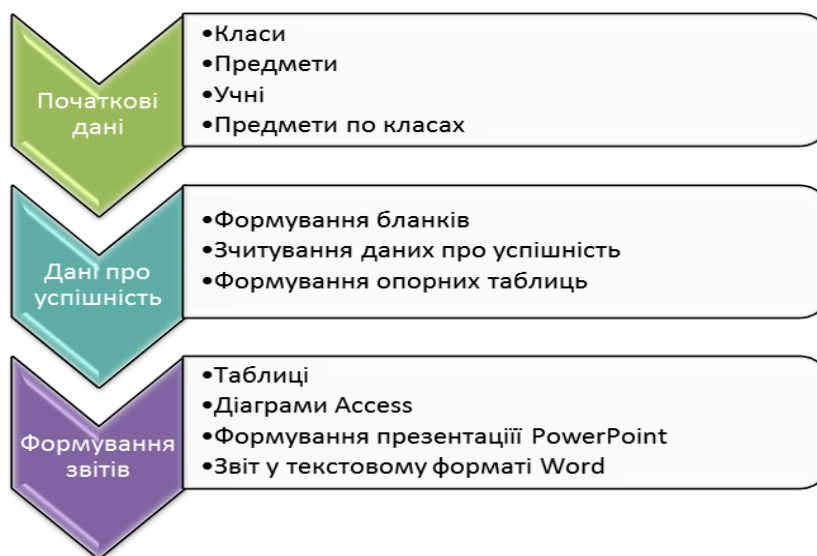 Початкові
дані
•Класи
•Предмети
•Учні
•Предмети по класах
Дані про
успішність
•Формування бланків
•Зчитування даних про успішність
•Формування опорних таблиць
Формування
звітів
•Таблиці
•Діаграми Access
•Формування презентаціїї PowerPoint
•Звіт у текстовому форматі Word